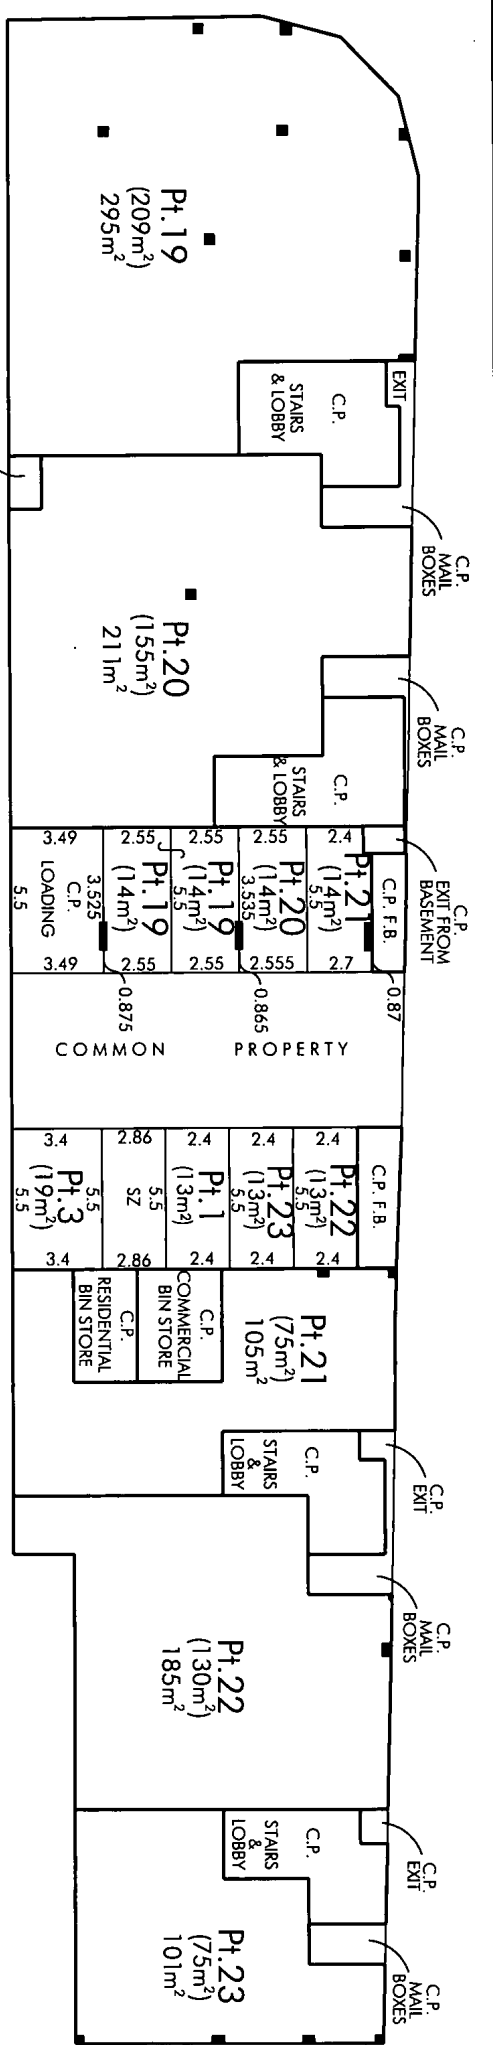 Pt.19
(209m²)
295m²
EXIT
C.P.
STAIRS
& LOBBY
C.P.
MAIL
BOXES
Pt.20
(155m²)
211m²
C.P.
MAIL
BOXES
C.P.
STAIRS
& LOBBY
C.P.
EXIT FROM
BASEMENT
C.P. F.B.
0.87
2.4
Pt.21
(14m²)
5.5
2.7
2.55
Pt.20
(14m²)
3.535
2.555
0.865
2.55
Pt.19
(14m²)
5.5
2.55
2.55
Pt.19
(14m²)
2.55
3.525
0.875
3.49
C.P.
LOADING
5.5
3.49
COMMON PROPERTY
C.P. F.B.
2.4
Pt.22
(13m²)
5.5
2.4
2.4
Pt.23
(13m²)
5.5
2.4
2.4
Pt.1
(13m²)
2.4
2.86
5.5
SZ
2.86
5.5
3.4
Pt.3
(19m²)
5.5
3.4
Pt.21
(75m²)
105m²
C.P.
COMMERCIAL
BIN STORE
C.P.
RESIDENTIAL
BIN STORE
C.P.
EXIT
C.P.
STAIRS
&
LOBBY
C.P.
MAIL
BOXES
Pt.22
(130m²)
185m²
C.P.
EXIT
C.P.
STAIRS
&
LOBBY
C.P.
MAIL
BOXES
Pt.23
(75m²)
101m²